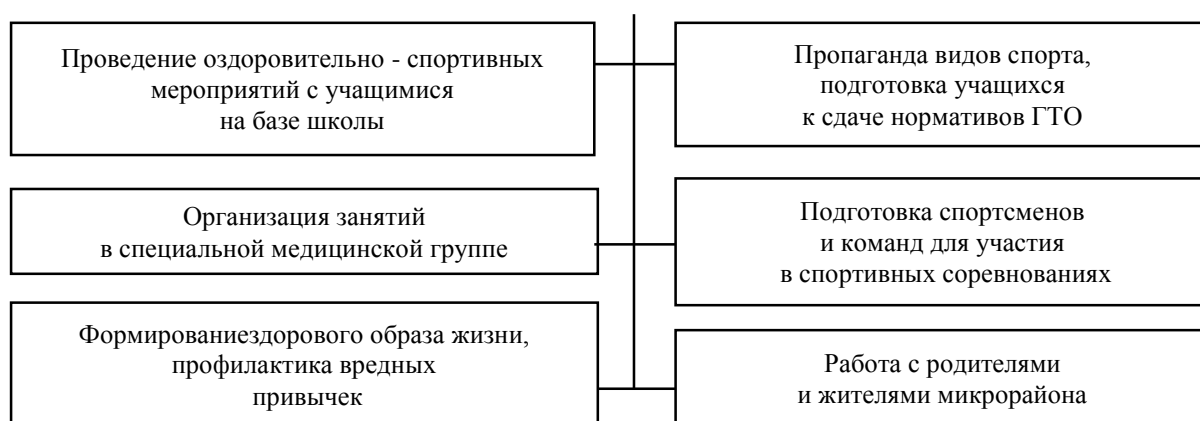 Проведение оздоровительно - спортивных
мероприятий с учащимися
на базе школы
Пропаганда видов спорта,
подготовка учащихся
к сдаче нормативов ГТО
Организация занятий
в специальной медицинской группе
Подготовка спортсменов
и команд для участия
в спортивных соревнованиях
Формированиездорового образа жизни,
профилактика вредных
привычек
Работа с родителями
и жителями микрорайона